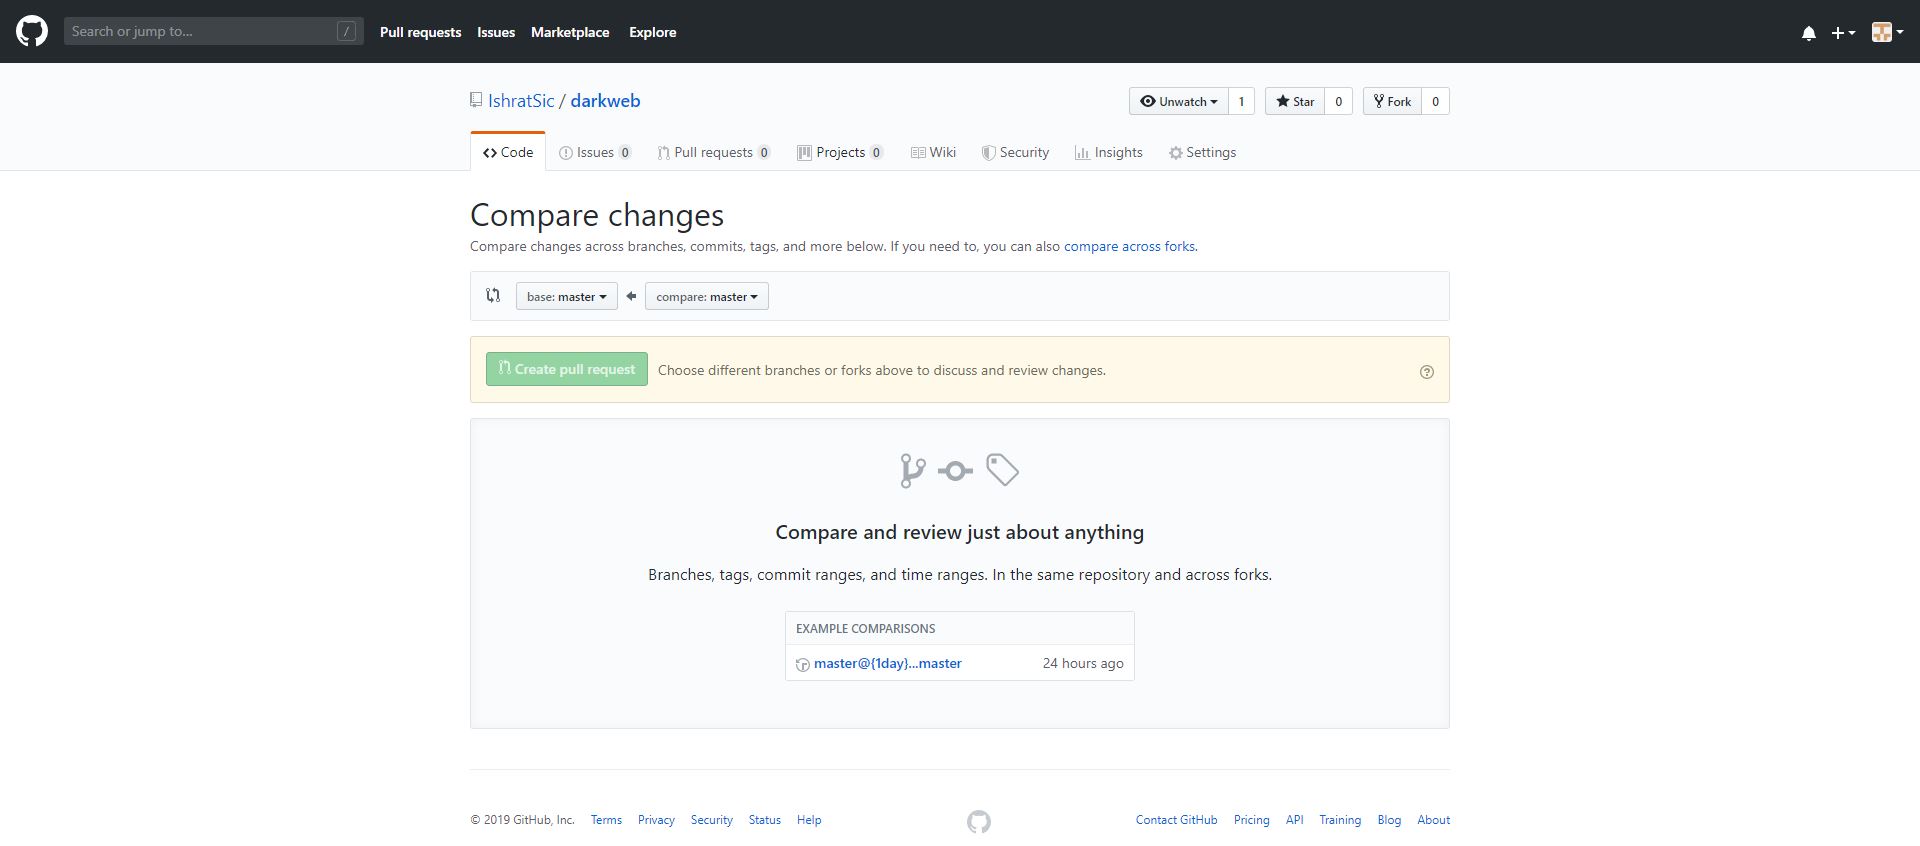 Search or jump to... /
Pull requests Issues Marketplace Explore
IshratSic / darkweb
Unwatch 1 Star 0 Fork 0
Code Issues 0 Pull requests 0 Projects 0 Wiki Security Insights Settings
Compare changes
Compare changes across branches, commits, tags, and more below. If you need to, you can also compare across forks.
base: master compare: master
Create pull request Choose different branches or forks above to discuss and review changes.
Compare and review just about anything
Branches, tags, commit ranges, and time ranges. In the same repository and across forks.
EXAMPLE COMPARISONS
master@{1day}...master 24 hours ago
© 2019 GitHub, Inc. Terms Privacy Security Status Help Contact GitHub Pricing API Training Blog About